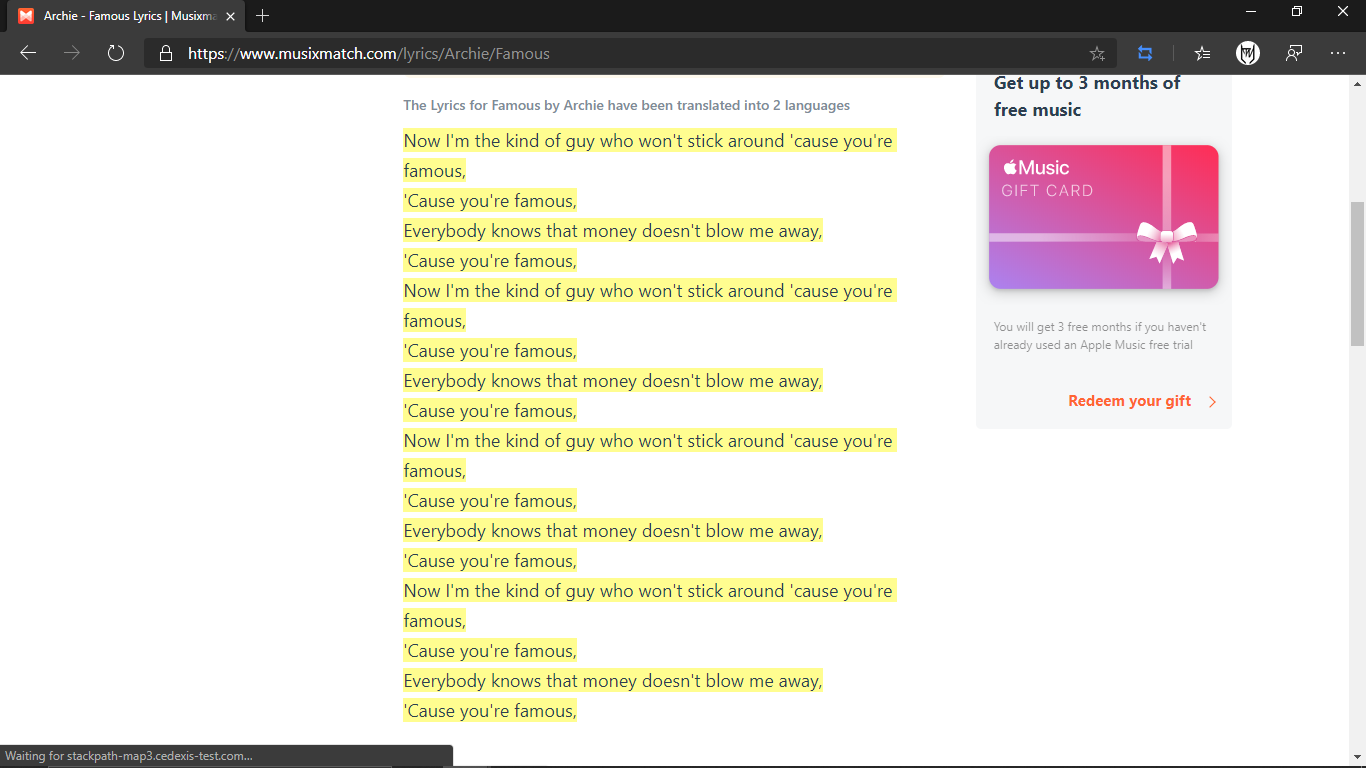 Archie - Famous Lyrics | Musixma
https://www.musixmatch.com/lyrics/Archie/Famous
The Lyrics for Famous by Archie have been translated into 2 languages
Now I'm the kind of guy who won't stick around 'cause you're
famous,
'Cause you're famous,
Everybody knows that money doesn't blow me away,
'Cause you're famous,
Now I'm the kind of guy who won't stick around 'cause you're
famous,
'Cause you're famous,
Everybody knows that money doesn't blow me away,
'Cause you're famous,
Now I'm the kind of guy who won't stick around 'cause you're
famous,
'Cause you're famous,
Everybody knows that money doesn't blow me away,
'Cause you're famous,
Now I'm the kind of guy who won't stick around 'cause you're
famous,
'Cause you're famous,
Everybody knows that money doesn't blow me away,
'Cause you're famous,
Get up to 3 months of
free music
Music
GIFT CARD
You will get 3 free months if you haven't
already used an Apple Music free trial
Redeem your gift
Waiting for stackpath-map3.cedexis-test.com...